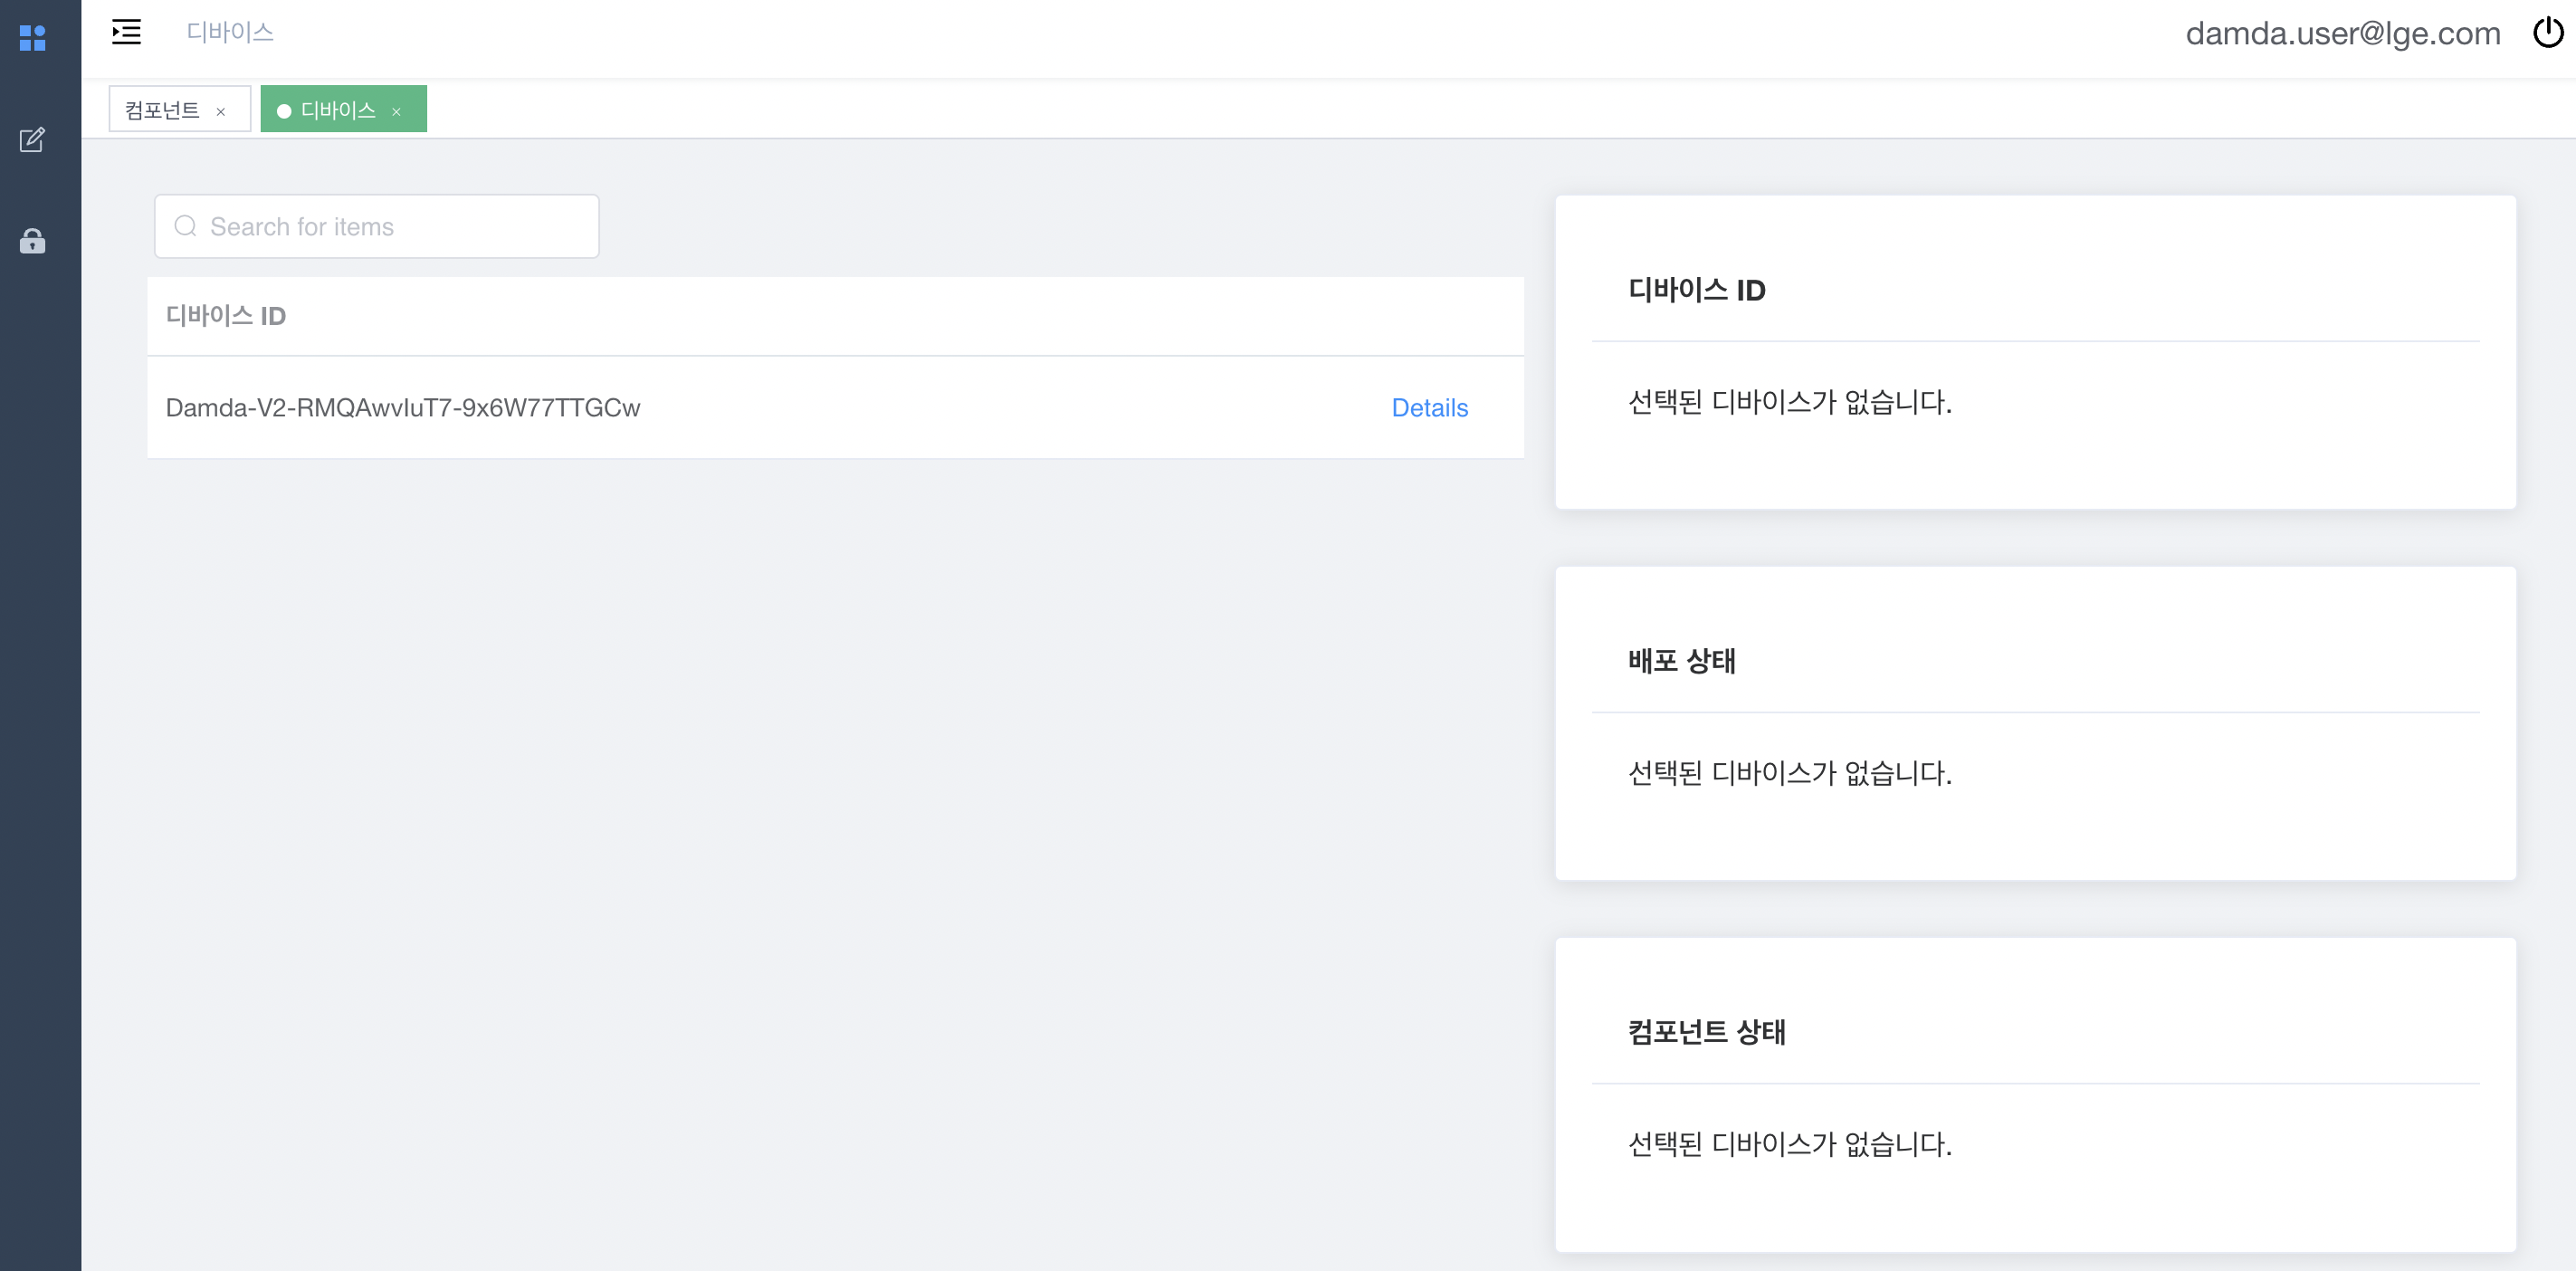 디바이스
damda.user@lge.com
컴포넌트 ×
디바이스 ×
Search for items
디바이스 ID
Damda-V2-RMQAwvIuT7-9x6W77TTGCw Details
디바이스 ID
선택된 디바이스가 없습니다.
배포 상태
선택된 디바이스가 없습니다.
컴포넌트 상태
선택된 디바이스가 없습니다.